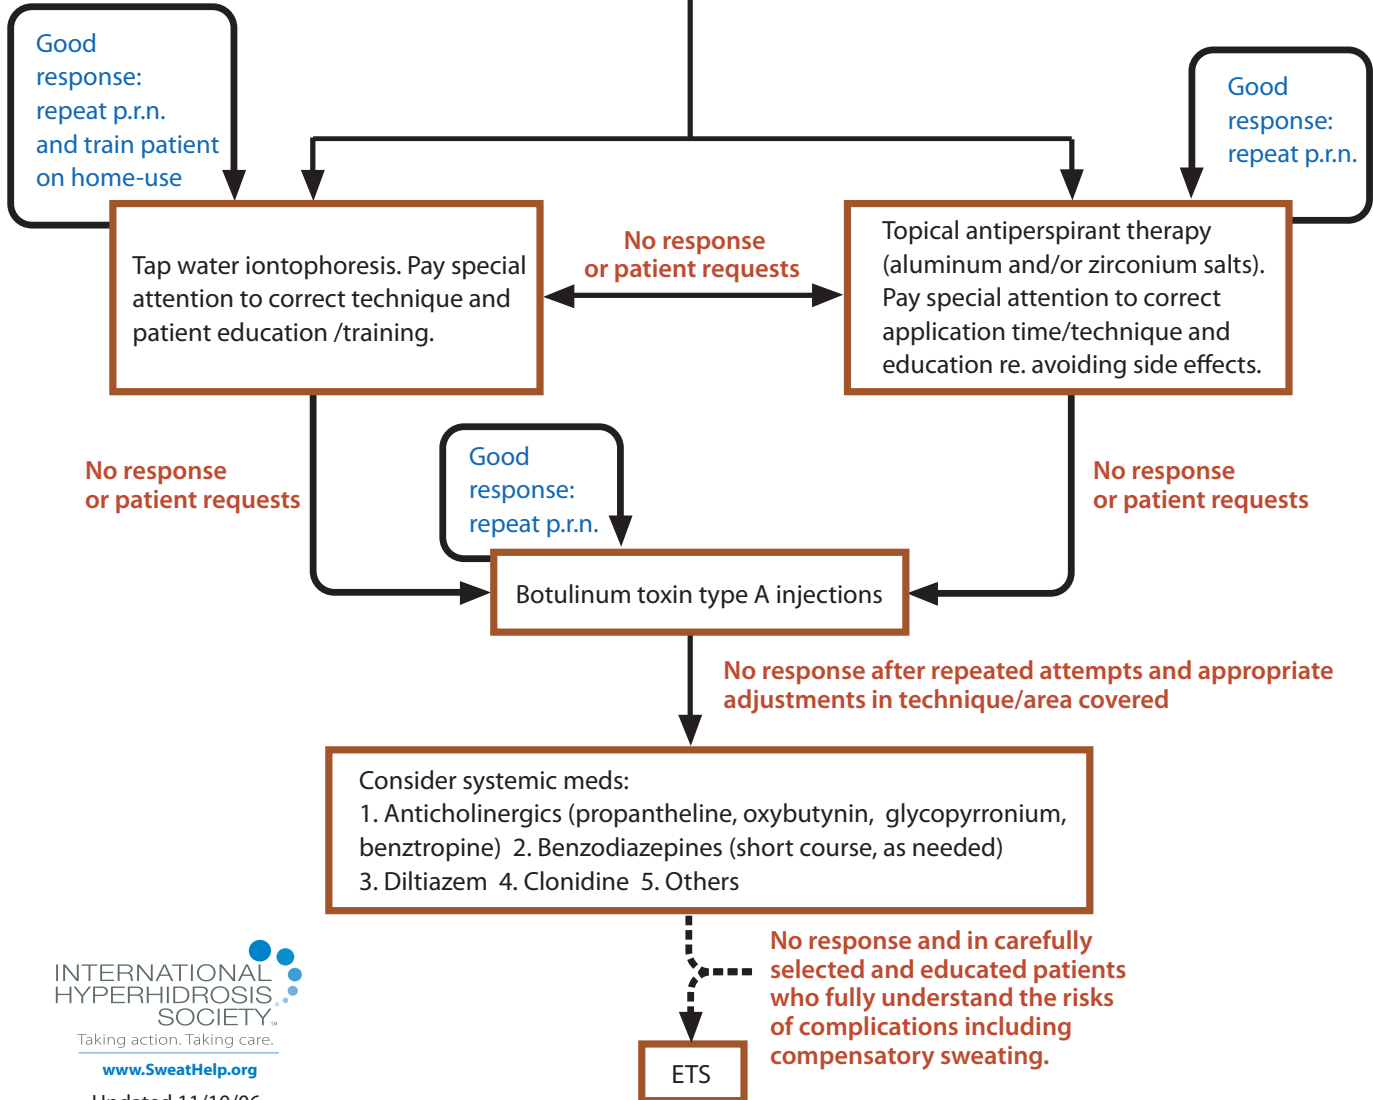 Good
response:
repeat p.r.n.
and train patient
on home-use
Good
response:
repeat p.r.n.
Tap water iontophoresis. Pay special
attention to correct technique and
patient education /training.
No response
or patient requests
Topical antiperspirant therapy
(aluminum and/or zirconium salts).
Pay special attention to correct
application time/technique and
education re. avoiding side effects.
No response
or patient requests
Good
response:
repeat p.r.n.
No response
or patient requests
Botulinum toxin type A injections
No response after repeated attempts and appropriate
adjustments in technique/area covered
Consider systemic meds:
1. Anticholinergics (propantheline, oxybutynin, glycopyrronium,
benztropine) 2. Benzodiazepines (short course, as needed)
3. Diltiazem 4. Clonidine 5. Others
No response and in carefully
selected and educated patients
who fully understand the risks
of complications including
compensatory sweating.
ETS
INTERNATIONAL
HYPERHIDROSIS
SOCIETY
Taking action. Taking care.
www.SweatHelp.org
Updated 11/10/06